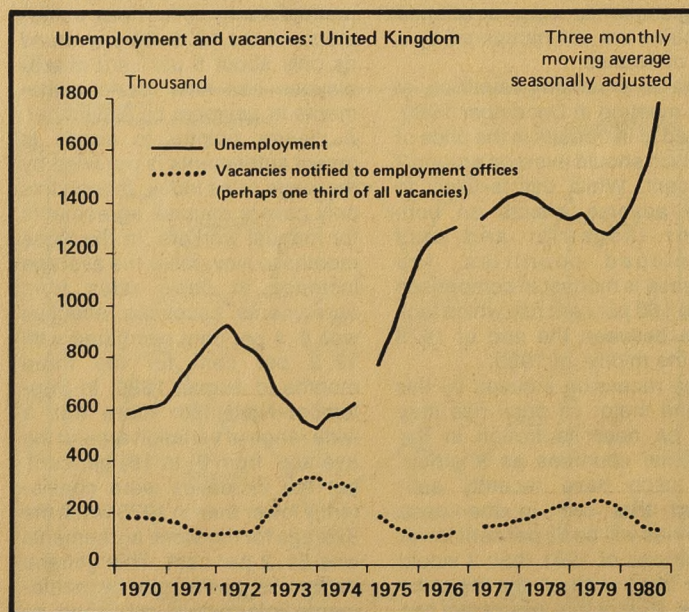 Unemployment and vacancies: United Kingdom
Three monthly
moving average
seasonally adjusted
Thousand
1800
1600
1400
1200
1000
800
600
400
200
0
Unemployment
Vacancies notified to employment offices
(perhaps one third of all vacancies)
1970 1971 1972 1973 1974 1975 1976 1977 1978 1979 1980